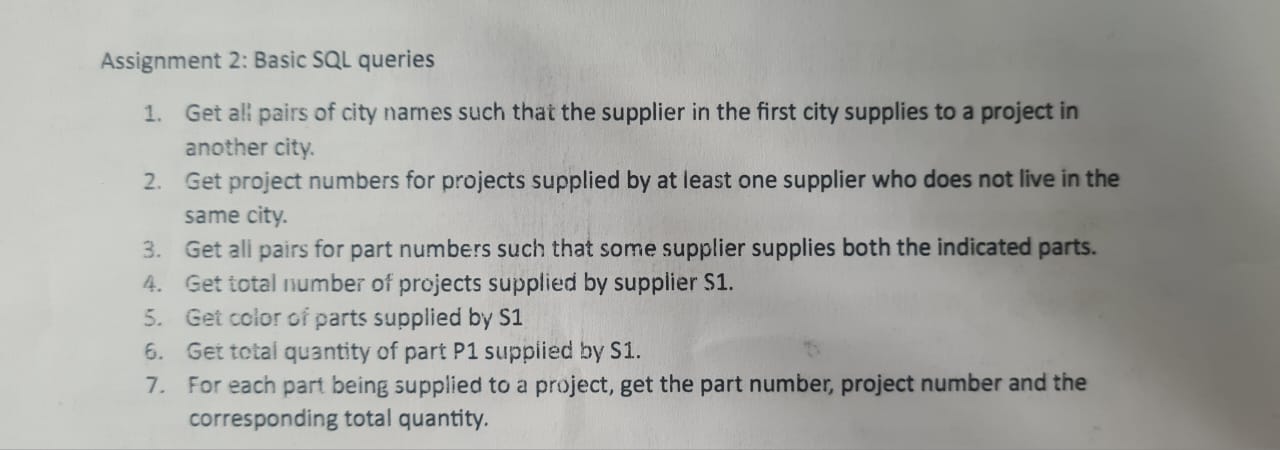 Assignment 2: Basic SQL queries
1. Get all pairs of city names such that the supplier in the first city supplies to a project in
another city.
2. Get project numbers for projects supplied by at least one supplier who does not live in the
same city.
3. Get all pairs for part numbers such that some supplier supplies both the indicated parts.
4. Get total number of projects supplied by supplier S1.
5. Get color of parts supplied by S1
6. Get total quantity of part P1 supplied by S1.
7. For each part being supplied to a project, get the part number, project number and the
corresponding total quantity.